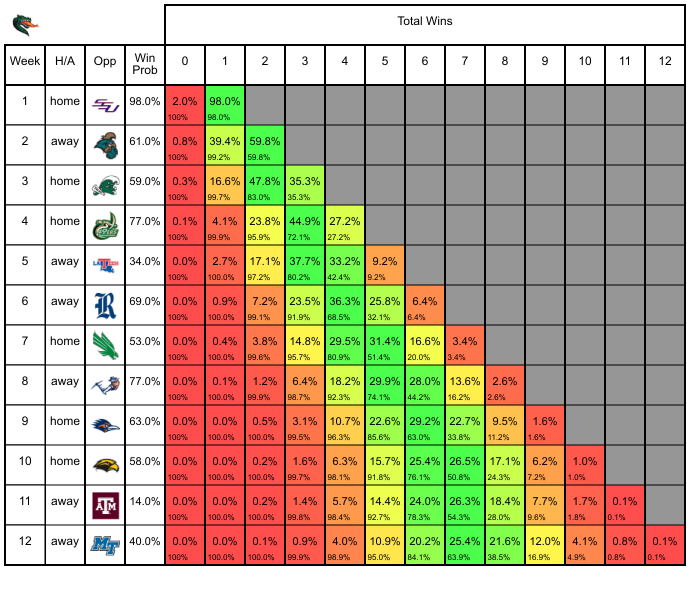 Total Wins
Week H/A Opp Win Prob 0 1 2 3 4 5 6 7 8 9 10 11 12
1 home 98.0% 2.0% 98.0%
100% 98.0%
2 away 61.0% 0.8% 39.4% 59.8%
100% 99.2% 59.8%
3 home 59.0% 0.3% 16.6% 47.8% 35.3%
100% 99.7% 83.0% 35.3%
4 home 77.0% 0.1% 4.1% 23.8% 44.9% 27.2%
100% 99.9% 95.9% 72.1% 27.2%
5 away 34.0% 0.0% 2.7% 17.1% 37.7% 33.2% 9.2%
100% 100.0% 97.2% 80.2% 42.4% 9.2%
6 away 69.0% 0.0% 0.9% 7.2% 23.5% 36.3% 25.8% 6.4%
100% 100.0% 99.1% 91.9% 68.5% 32.1% 6.4%
7 home 53.0% 0.0% 0.4% 3.8% 14.8% 29.5% 31.4% 16.6% 3.4%
100% 100.0% 99.6% 95.7% 80.9% 51.4% 20.0% 3.4%
8 away 77.0% 0.0% 0.1% 1.2% 6.4% 18.2% 29.9% 28.0% 13.6% 2.6%
100% 100.0% 99.9% 98.7% 92.3% 74.1% 44.2% 16.2% 2.6%
9 home 63.0% 0.0% 0.0% 0.5% 3.1% 10.7% 22.6% 29.2% 22.7% 9.5% 1.6%
100% 100.0% 100.0% 99.5% 96.3% 85.6% 63.0% 33.8% 11.2% 1.6%
10 home 58.0% 0.0% 0.0% 0.2% 1.6% 6.3% 15.7% 25.4% 26.5% 17.1% 6.2% 1.0%
100% 100.0% 100.0% 99.7% 98.1% 91.8% 76.1% 50.8% 24.3% 7.2% 1.0%
11 away ATM 14.0% 0.0% 0.0% 0.2% 1.4% 5.7% 14.4% 24.0% 26.3% 18.4% 7.7% 1.7% 0.1%
100% 100.0% 100.0% 99.8% 98.4% 92.7% 78.3% 54.3% 28.0% 9.6% 1.8% 0.1%
12 away MT 40.0% 0.0% 0.0% 0.1% 0.9% 4.0% 10.9% 20.2% 25.4% 21.6% 12.0% 4.1% 0.8% 0.1%
100% 100.0% 100.0% 99.9% 98.9% 95.0% 84.1% 63.9% 38.5% 16.9% 4.9% 0.8% 0.1%